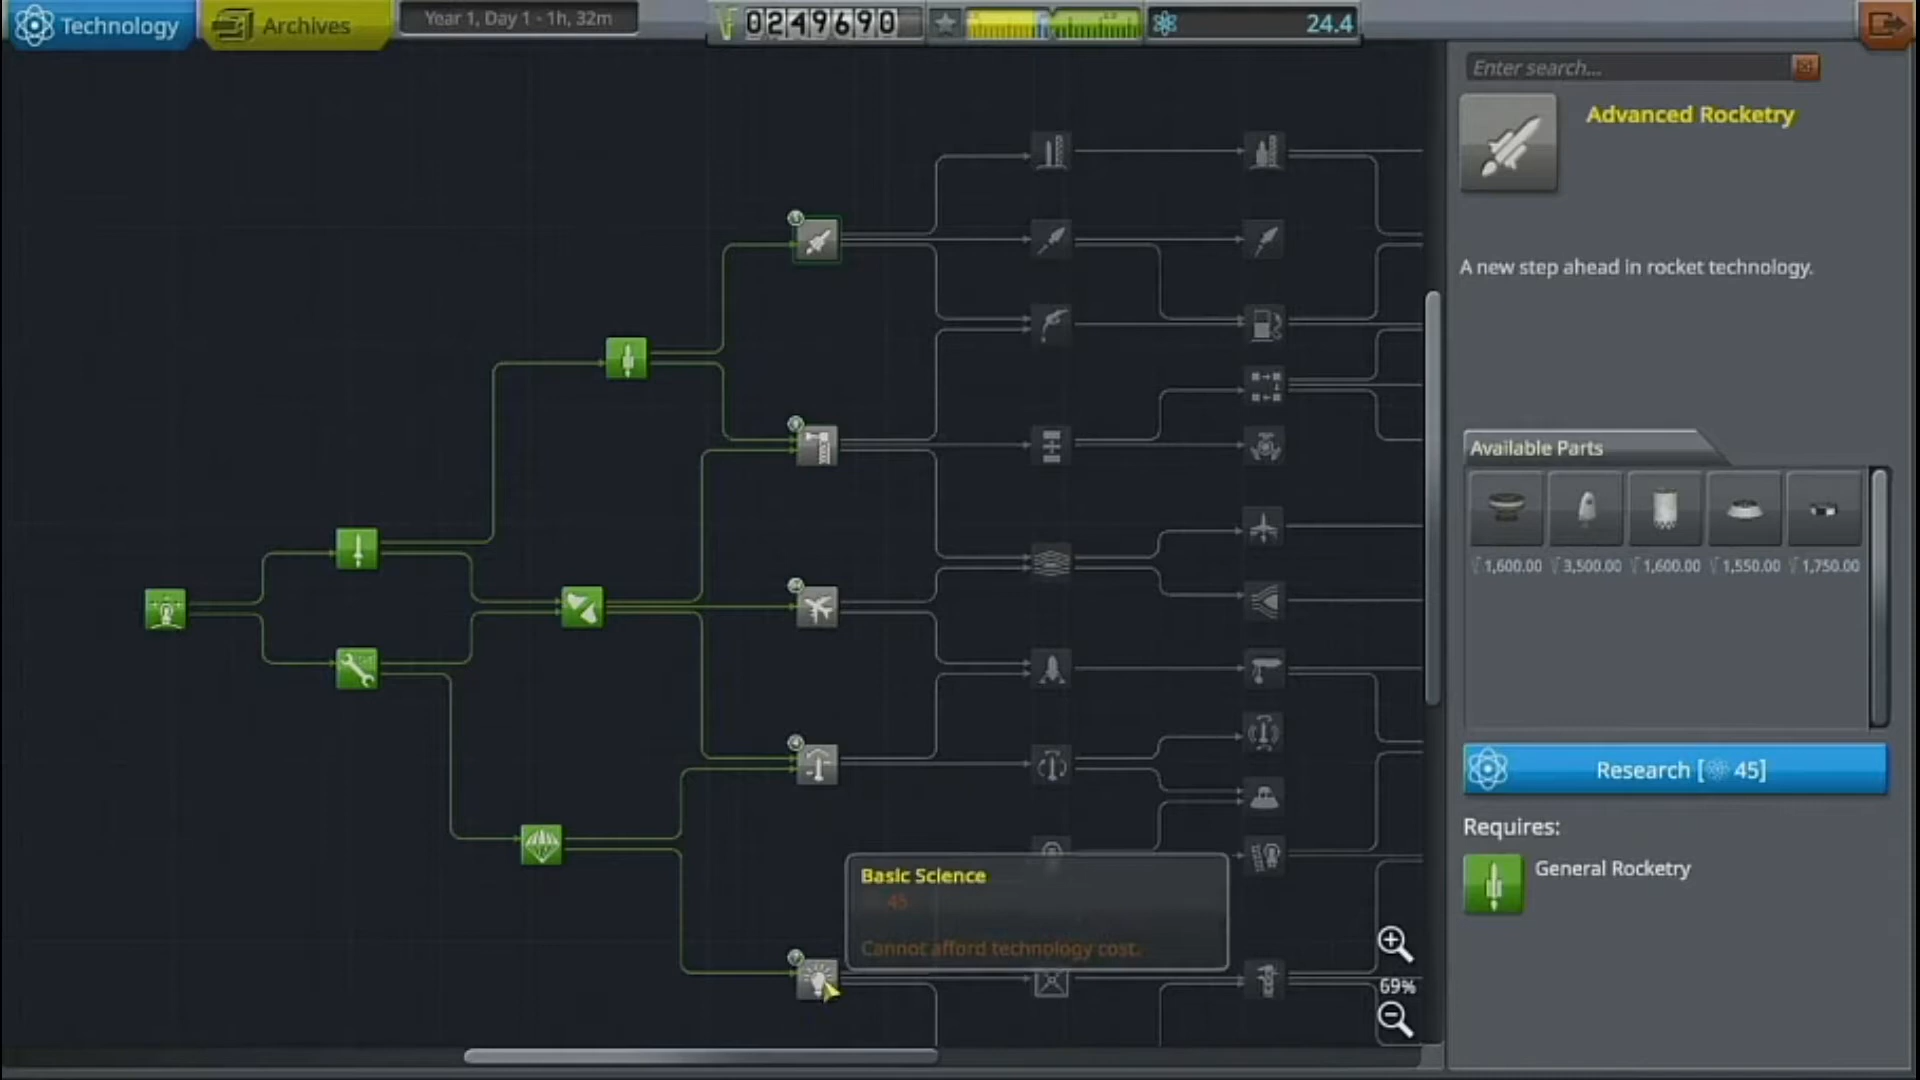 Technology
Archives
Year 1, Day 1 - 1h, 32m
0249690
24.4
Enter search...
Advanced Rocketry
A new step ahead in rocket technology.
Available Parts
1,600.00
3,500.00
1,600.00
1,550.00
1,750.00
Research [45]
Requires:
General Rocketry
Basic Science
45
Cannot afford technology cost.
69%